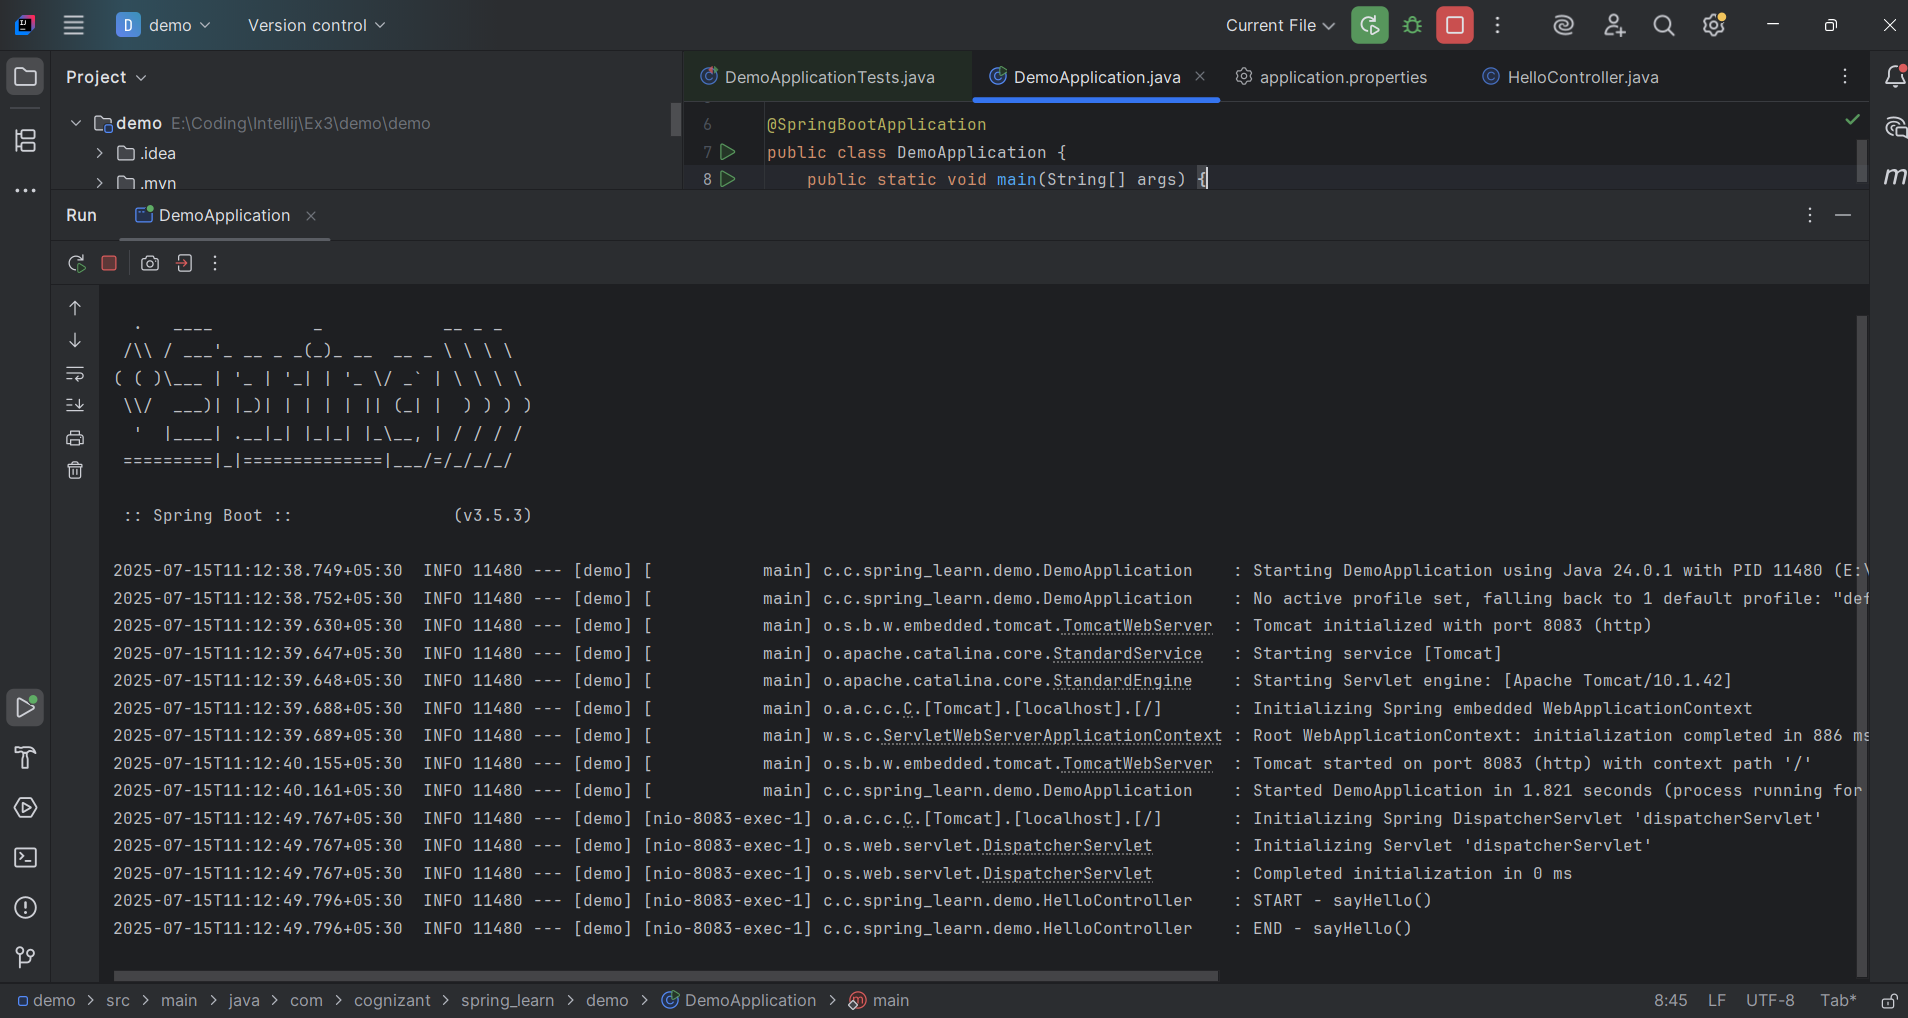 D demo Version control Current File
Project
DemoApplicationTests.java DemoApplication.java application.properties HelloController.java
demo E:\Coding\Intellij\Ex3\demo\demo
.idea
.mvn
6 @SpringBootApplication
7 public class DemoApplication {
8     public static void main(String[] args) {
Run DemoApplication
  .   ____          _            __ _ _
 /\\ / ___'_ __ _ _(_)_ __  __ _ \ \ \ \
( ( )\___ | '_ | '_| | '_ \/ _` | \ \ \ \
 \\/  ___)| |_)| | | | | || (_| |  ) ) ) )
  '  |____| .__|_| |_|_| |_\__, | / / / /
 =========|_|==============|___/=/_/_/_/
 :: Spring Boot ::                (v3.5.3)
2025-07-15T11:12:38.749+05:30  INFO 11480 --- [demo] [           main] c.c.spring_learn.demo.DemoApplication    : Starting DemoApplication using Java 24.0.1 with PID 11480 (E:\
2025-07-15T11:12:38.752+05:30  INFO 11480 --- [demo] [           main] c.c.spring_learn.demo.DemoApplication    : No active profile set, falling back to 1 default profile: "def
2025-07-15T11:12:39.630+05:30  INFO 11480 --- [demo] [           main] o.s.b.w.embedded.tomcat.TomcatWebServer  : Tomcat initialized with port 8083 (http)
2025-07-15T11:12:39.647+05:30  INFO 11480 --- [demo] [           main] o.apache.catalina.core.StandardService   : Starting service [Tomcat]
2025-07-15T11:12:39.648+05:30  INFO 11480 --- [demo] [           main] o.apache.catalina.core.StandardEngine    : Starting Servlet engine: [Apache Tomcat/10.1.42]
2025-07-15T11:12:39.688+05:30  INFO 11480 --- [demo] [           main] o.a.c.c.C.[Tomcat].[localhost].[/]       : Initializing Spring embedded WebApplicationContext
2025-07-15T11:12:39.689+05:30  INFO 11480 --- [demo] [           main] w.s.c.ServletWebServerApplicationContext : Root WebApplicationContext: initialization completed in 886 ms
2025-07-15T11:12:40.155+05:30  INFO 11480 --- [demo] [           main] o.s.b.w.embedded.tomcat.TomcatWebServer  : Tomcat started on port 8083 (http) with context path '/'
2025-07-15T11:12:40.161+05:30  INFO 11480 --- [demo] [           main] c.c.spring_learn.demo.DemoApplication    : Started DemoApplication in 1.821 seconds (process running for
2025-07-15T11:12:49.767+05:30  INFO 11480 --- [demo] [nio-8083-exec-1] o.a.c.c.C.[Tomcat].[localhost].[/]       : Initializing Spring DispatcherServlet 'dispatcherServlet'
2025-07-15T11:12:49.767+05:30  INFO 11480 --- [demo] [nio-8083-exec-1] o.s.web.servlet.DispatcherServlet        : Initializing Servlet 'dispatcherServlet'
2025-07-15T11:12:49.767+05:30  INFO 11480 --- [demo] [nio-8083-exec-1] o.s.web.servlet.DispatcherServlet        : Completed initialization in 0 ms
2025-07-15T11:12:49.796+05:30  INFO 11480 --- [demo] [nio-8083-exec-1] c.c.spring_learn.demo.HelloController    : START - sayHello()
2025-07-15T11:12:49.796+05:30  INFO 11480 --- [demo] [nio-8083-exec-1] c.c.spring_learn.demo.HelloController    : END - sayHello()
demo > src > main > java > com > cognizant > spring_learn > demo > DemoApplication > main 8:45 LF UTF-8 Tab*